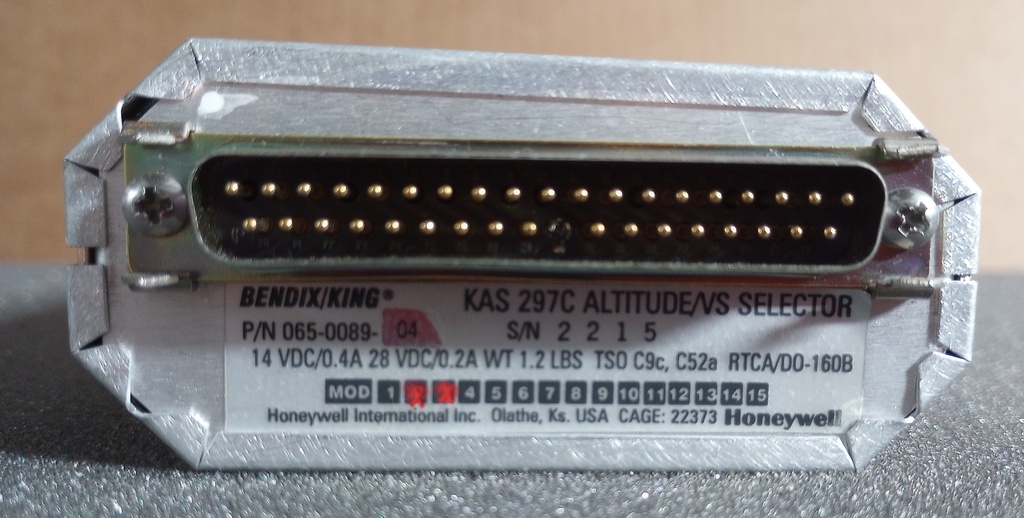 BENDIX/KING® KAS 297C ALTITUDE/VS SELECTOR
P/N 065-0089-04 S/N 2 2 1 5
14 VDC/0.4A 28 VDC/0.2A WT 1.2 LBS TSO C9c, C52a RTCA/DO-160B
MOD 1 4 5 6 7 8 9 10 11 12 13 14 15
Honeywell International Inc. Olathe, Ks. USA CAGE: 22373 Honeywell